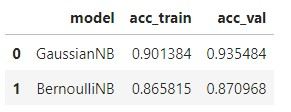 model acc_train acc_val
0 GaussianNB 0.901384 0.935484
1 BernoulliNB 0.865815 0.870968